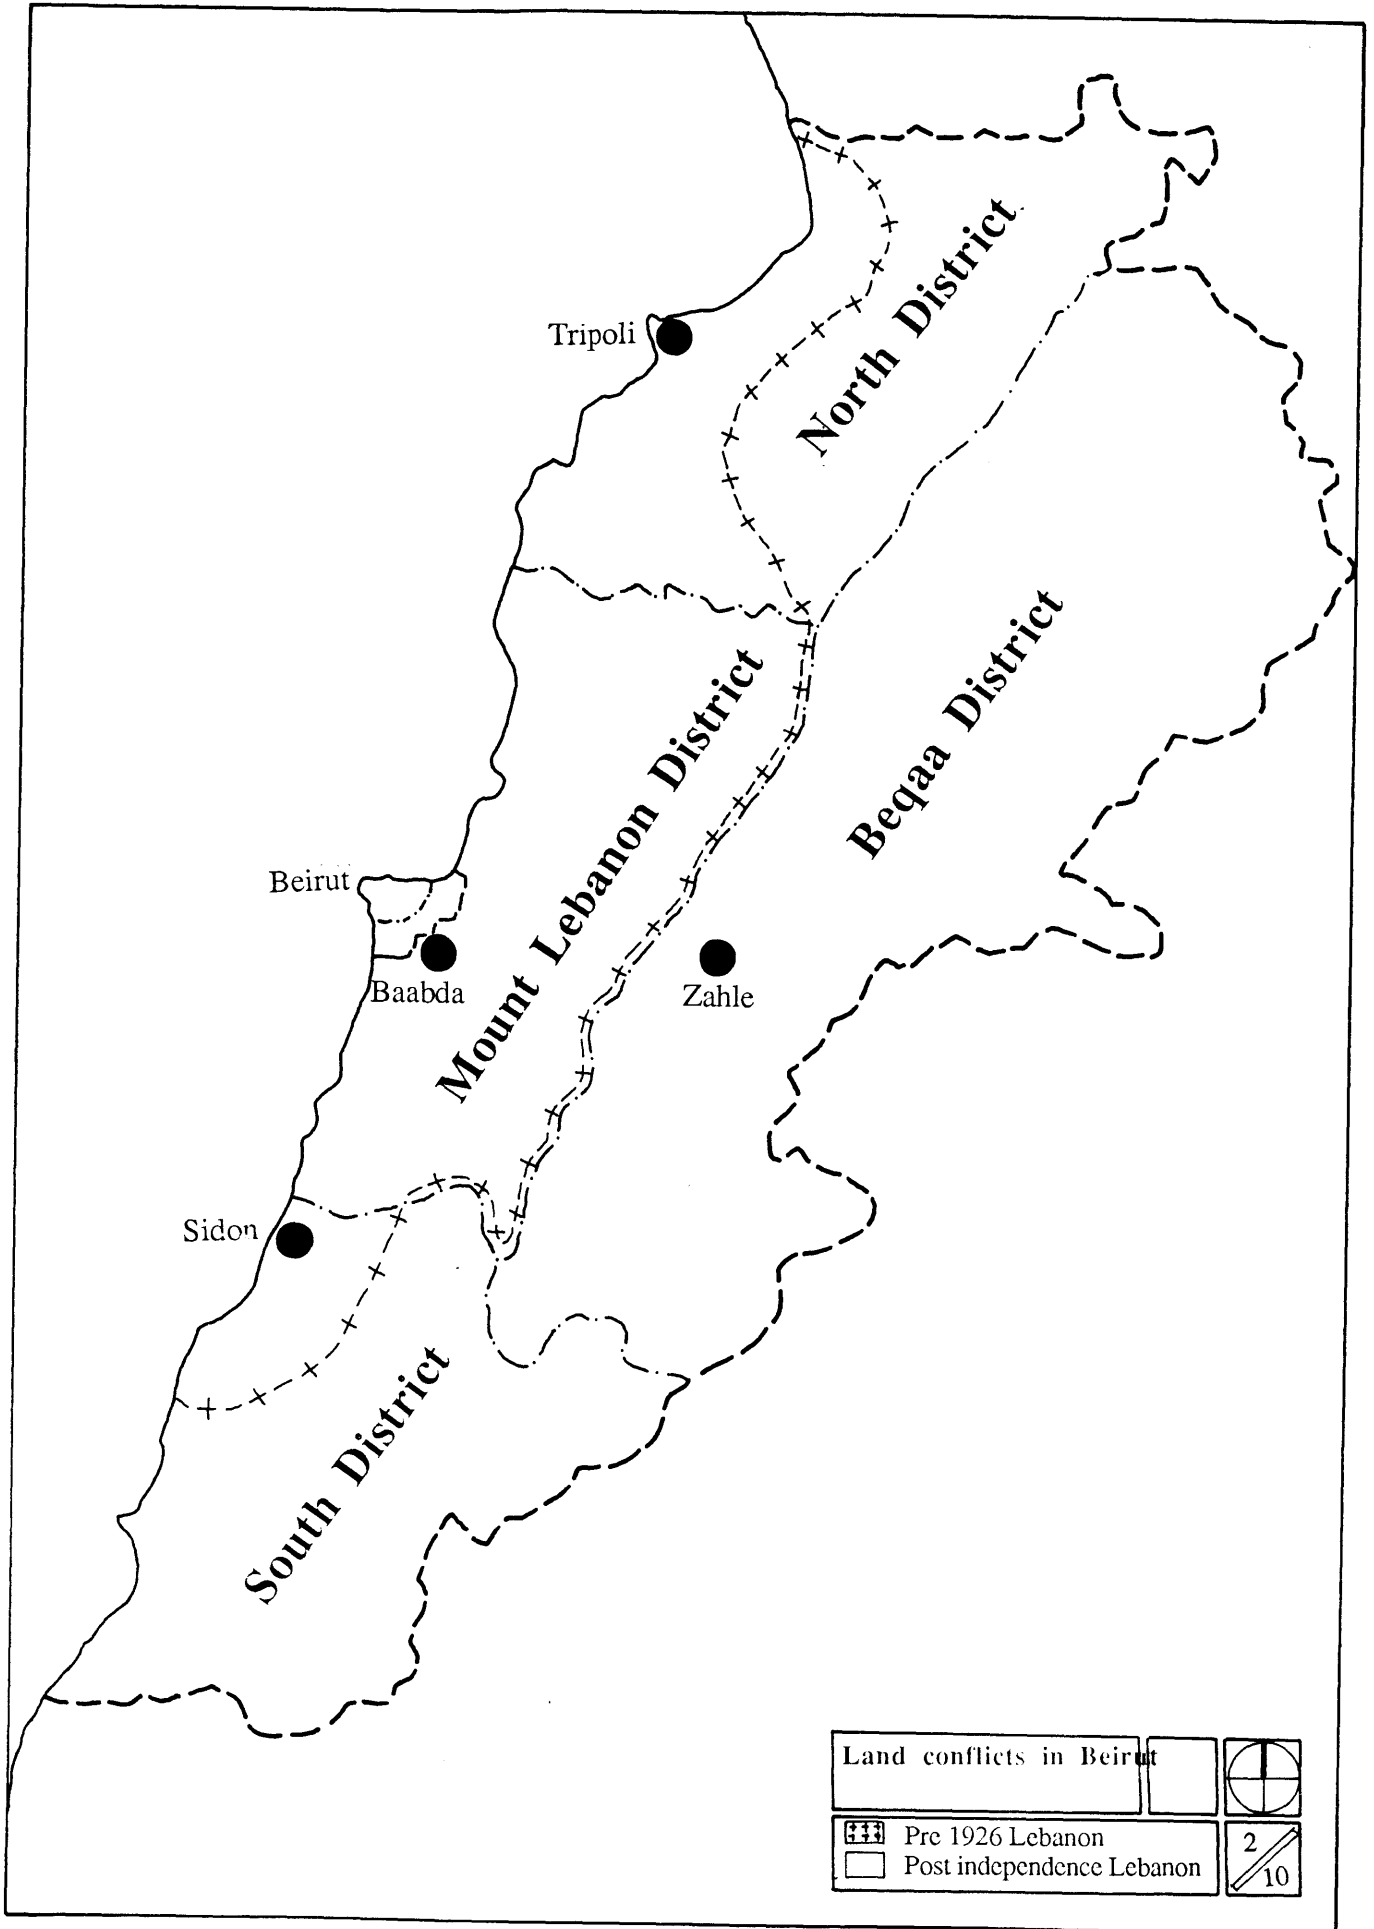 North District
Tripoli
Beqaa District
Mount Lebanon District
Beirut
Baabda
Zahle
Sidon
South District
Land conflicts in Beirut
Pre 1926 Lebanon
Post independence Lebanon
2
10